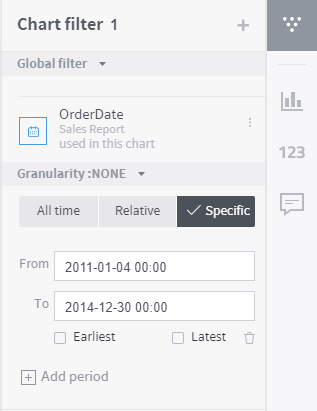 Chart filter 1 +
Global filter
OrderDate
Sales Report
used in this chart
Granularity :NONE
All time Relative Specific
From 2011-01-04 00:00
To 2014-12-30 00:00
Earliest Latest
Add period
123